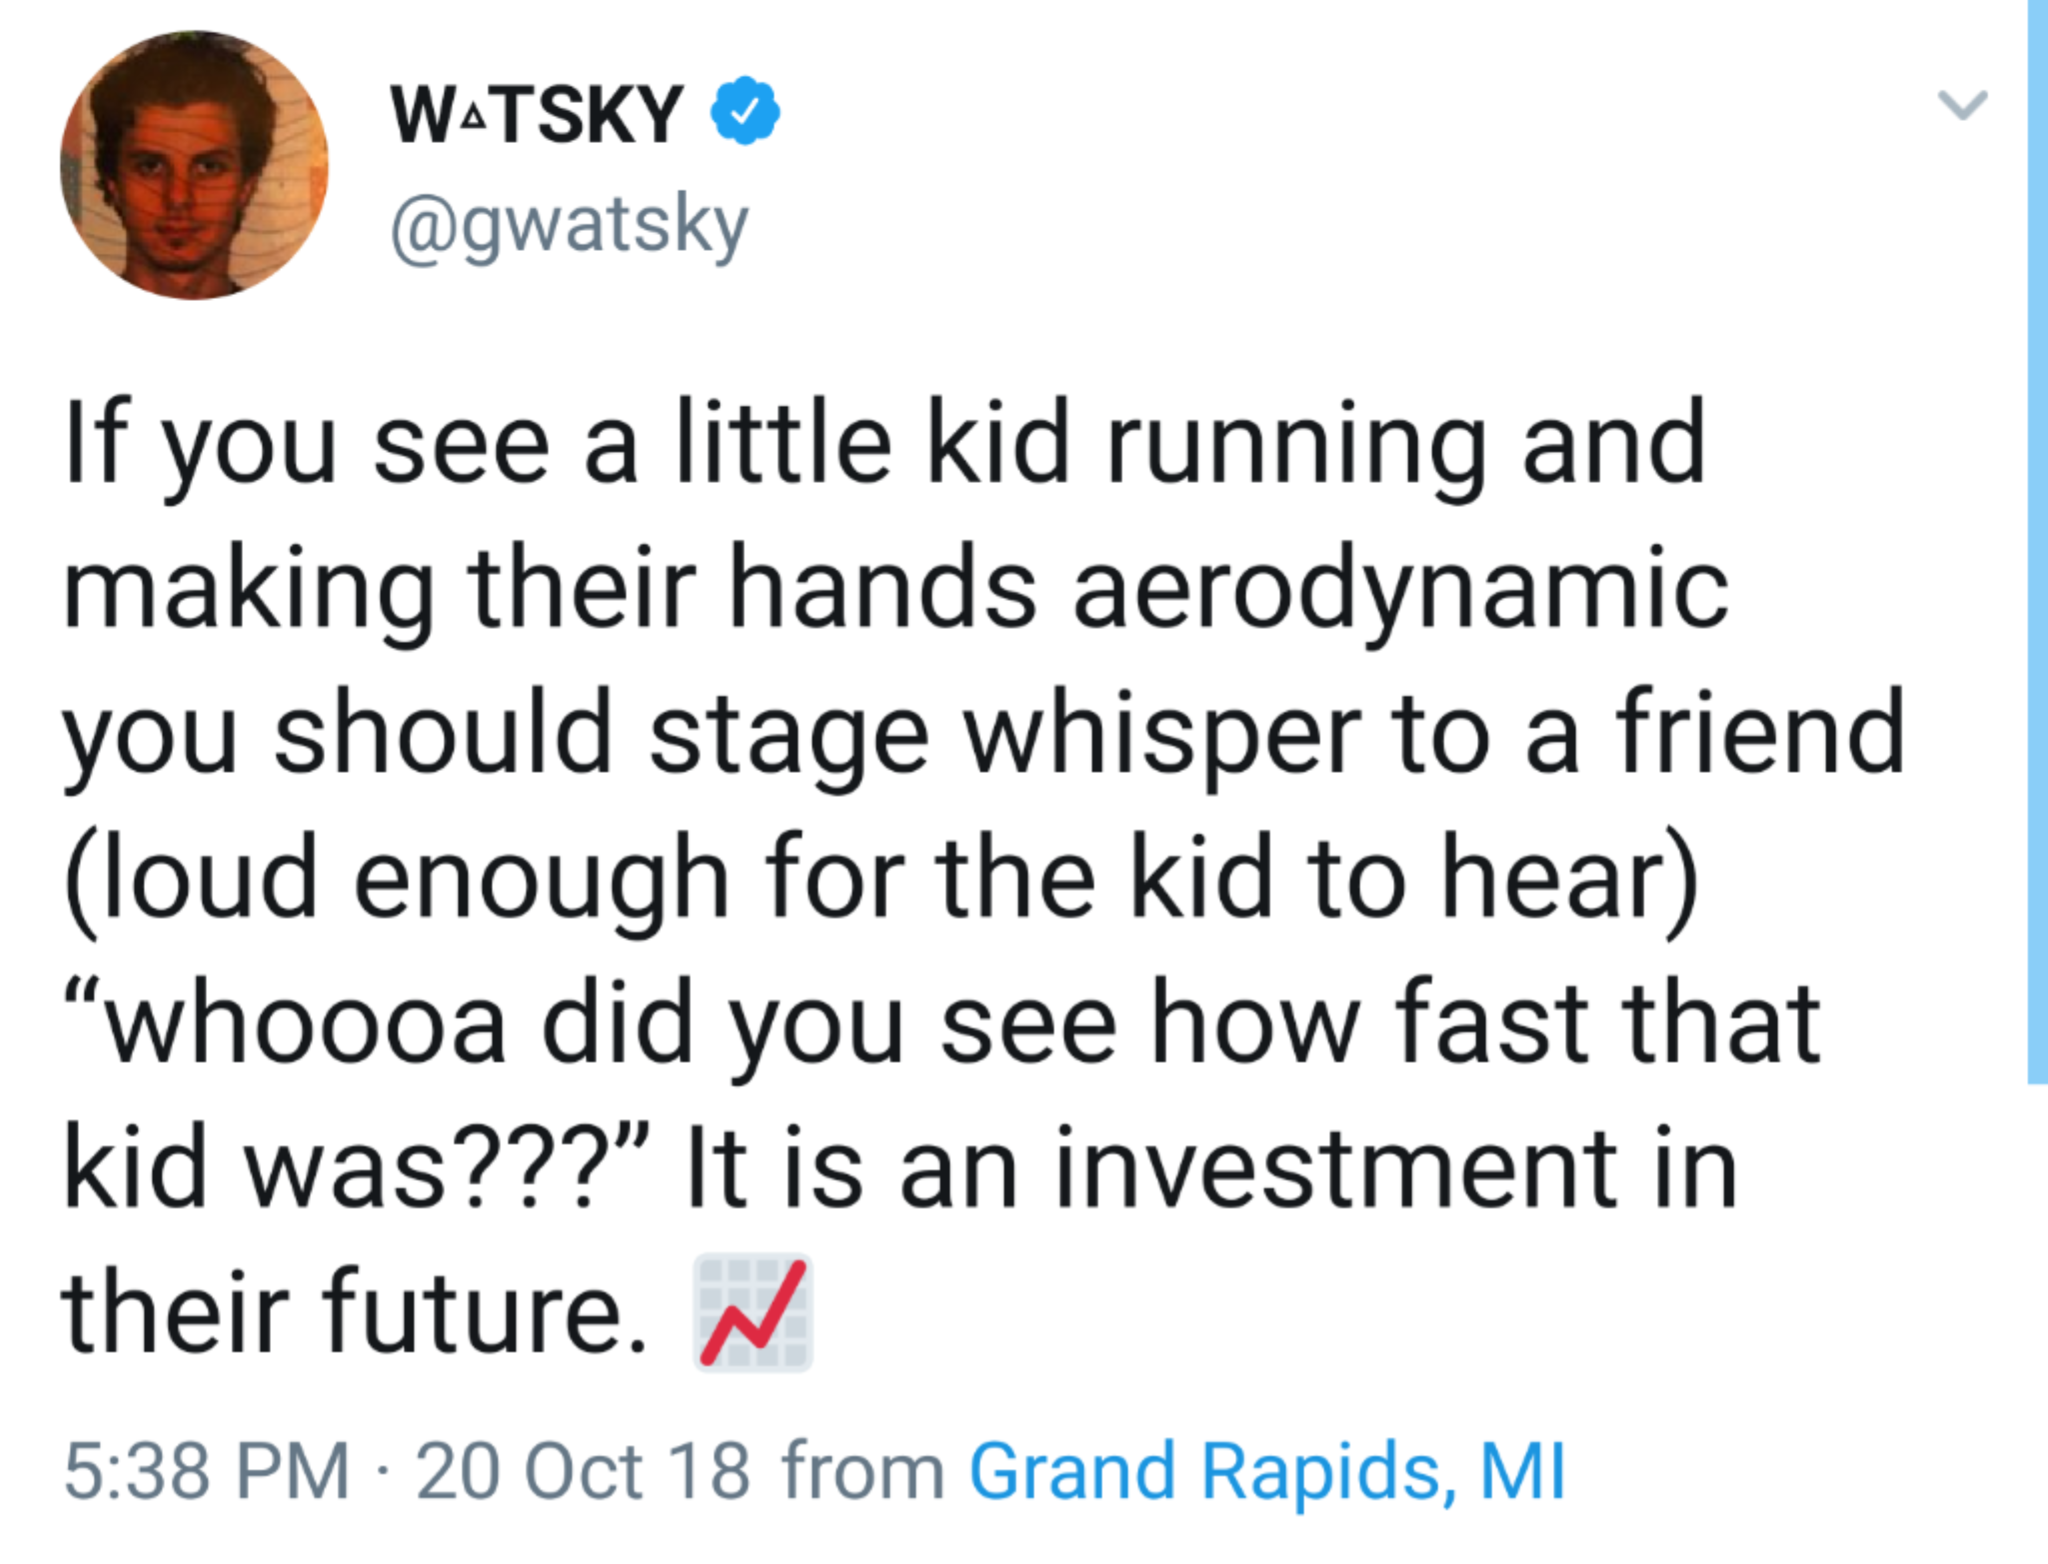 W▵TSKY
@gwatsky
If you see a little kid running and
making their hands aerodynamic
you should stage whisper to a friend
(loud enough for the kid to hear)
“whoooa did you see how fast that
kid was???” It is an investment in
their future. 📈
5:38 PM · 20 Oct 18 from Grand Rapids, MI